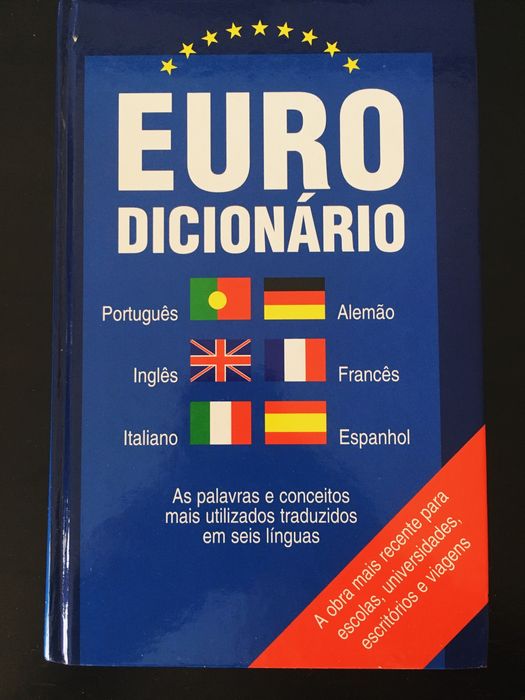 EURO
DICIONÁRIO
Português
Alemão
Inglês
Francês
Italiano
Espanhol
As palavras e conceitos
mais utilizados traduzidos
em seis línguas
A obra mais recente para
escolas, universidades,
escritórios e viagens